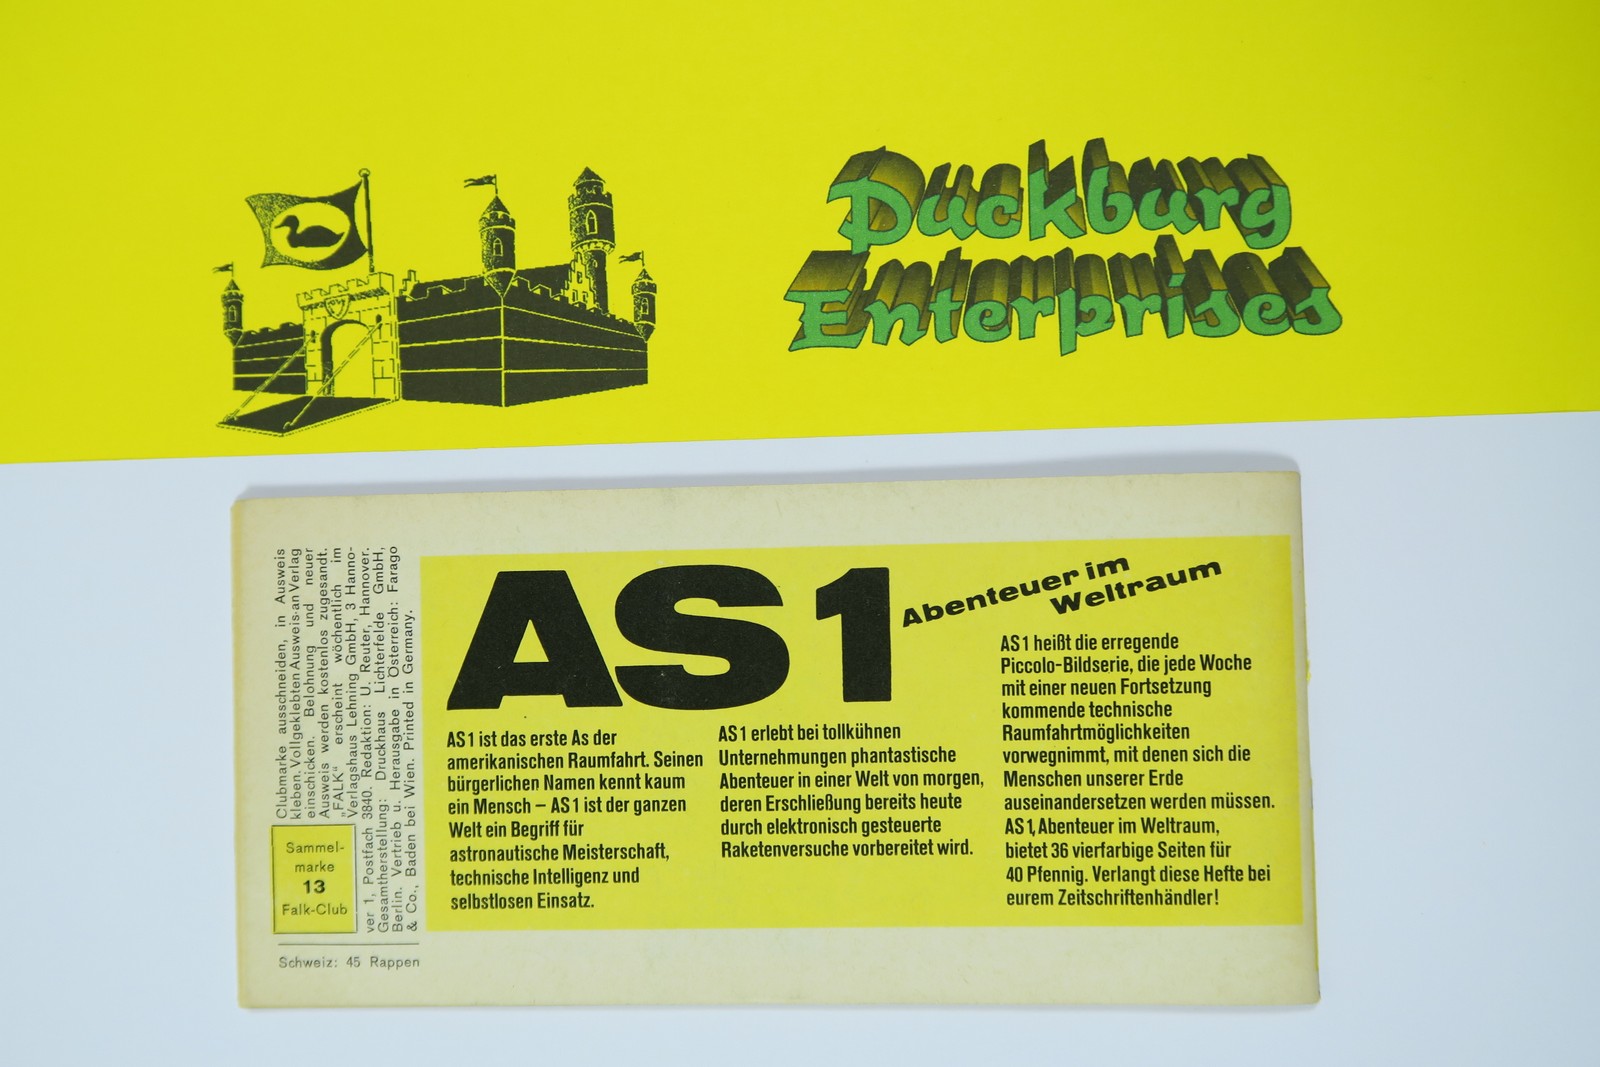 Duckburg
Enterprises
Clubmarke ausschneiden, in Ausweis
kleben. Vollgeklebten Ausweis an Verlag
einschicken. Belohnung und neuer
Ausweis werden kostenlos zugesandt.
„FALK“ erscheint wöchentlich im
Verlagshaus Lehning GmbH, 3 Hanno-
ver 1, Postfach 3840. Redaktion: U. Reuter, Hannover.
Gesamtherstellung: Druckhaus Lichterfelde GmbH,
Berlin. Vertrieb u. Herausgabe in Österreich: Farago
& Co., Baden bei Wien. Printed in Germany.
Sammel-
marke
13
Falk-Club
Schweiz: 45 Rappen
AS1
Abenteuer im
Weltraum
AS1 ist das erste As der
amerikanischen Raumfahrt. Seinen
bürgerlichen Namen kennt kaum
ein Mensch – AS1 ist der ganzen
Welt ein Begriff für
astronautische Meisterschaft,
technische Intelligenz und
selbstlosen Einsatz.
AS1 erlebt bei tollkühnen
Unternehmungen phantastische
Abenteuer in einer Welt von morgen,
deren Erschließung bereits heute
durch elektronisch gesteuerte
Raketenversuche vorbereitet wird.
AS1 heißt die erregende
Piccolo-Bildserie, die jede Woche
mit einer neuen Fortsetzung
kommende technische
Raumfahrtmöglichkeiten
vorwegnimmt, mit denen sich die
Menschen unserer Erde
auseinandersetzen werden müssen.
AS1, Abenteuer im Weltraum,
bietet 36 vierfarbige Seiten für
40 Pfennig. Verlangt diese Hefte bei
eurem Zeitschriftenhändler!